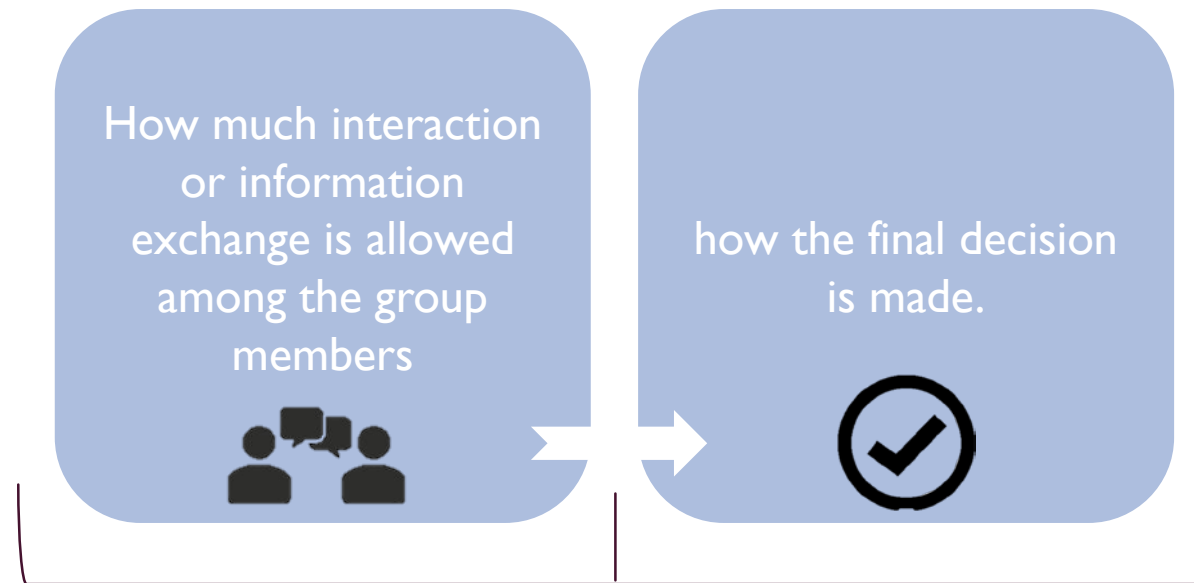 How much interaction
or information
exchange is allowed
among the group
members
how the final decision
is made.